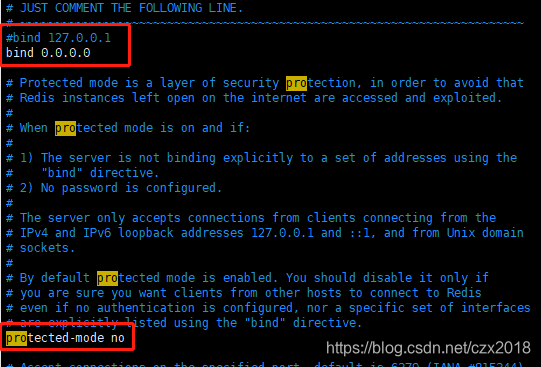 # JUST COMMENT THE FOLLOWING LINE.
# ~~~~~~~~~~~~~~~~~~~~~~~~~~~~~~~~~~~~~~~~~~~~~~~~~~~~~~~~~~~~~~~~~~~~~~~~
#bind 127.0.0.1
bind 0.0.0.0
# Protected mode is a layer of security protection, in order to avoid that
# Redis instances left open on the internet are accessed and exploited.
#
# When protected mode is on and if:
#
# 1) The server is not binding explicitly to a set of addresses using the
#    "bind" directive.
# 2) No password is configured.
#
# The server only accepts connections from clients connecting from the
# IPv4 and IPv6 loopback addresses 127.0.0.1 and ::1, and from Unix domain
# sockets.
#
# By default protected mode is enabled. You should disable it only if
# you are sure you want clients from other hosts to connect to Redis
# even if no authentication is configured, nor a specific set of interfaces
# are explicitly listed using the "bind" directive.
protected-mode no
https://blog.csdn.net/czx2018
# Accept connections on the specified port, default is 6379 (IANA #815344)